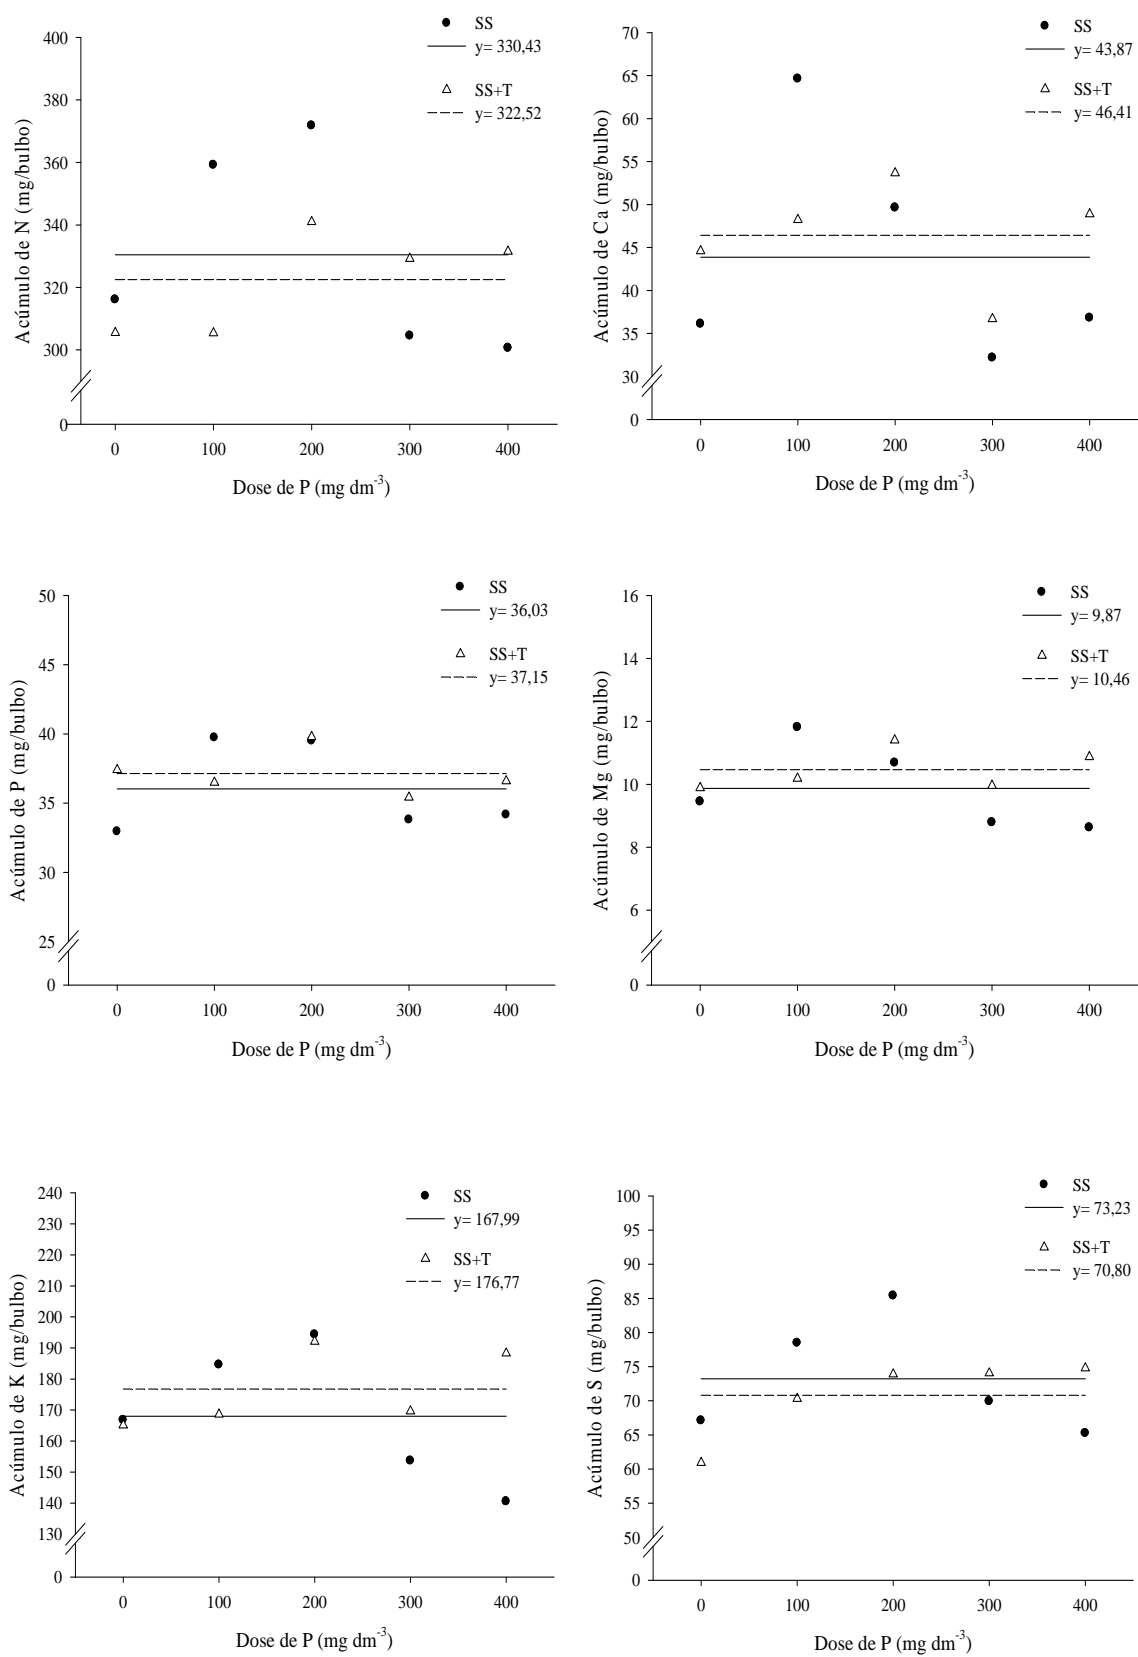 SS
y= 330,43
SS+T
y= 322,52
400
380
360
340
320
300
0
Acúmulo de N (mg/bulbo)
0 100 200 300 400
Dose de P (mg dm-3)
SS
y= 43,87
SS+T
y= 46,41
70
65
60
55
50
45
40
35
30
0
Acúmulo de Ca (mg/bulbo)
0 100 200 300 400
Dose de P (mg dm-3)
SS
y= 36,03
SS+T
y= 37,15
50
45
40
35
30
25
0
Acúmulo de P (mg/bulbo)
0 100 200 300 400
Dose de P (mg dm-3)
SS
y= 9,87
SS+T
y= 10,46
16
14
12
10
8
6
0
Acúmulo de Mg (mg/bulbo)
0 100 200 300 400
Dose de P (mg dm-3)
SS
y= 167,99
SS+T
y= 176,77
240
230
220
210
200
190
180
170
160
150
140
130
0
Acúmulo de K (mg/bulbo)
0 100 200 300 400
Dose de P (mg dm-3)
SS
y= 73,23
SS+T
y= 70,80
100
95
90
85
80
75
70
65
60
55
50
0
Acúmulo de S (mg/bulbo)
0 100 200 300 400
Dose de P (mg dm-3)